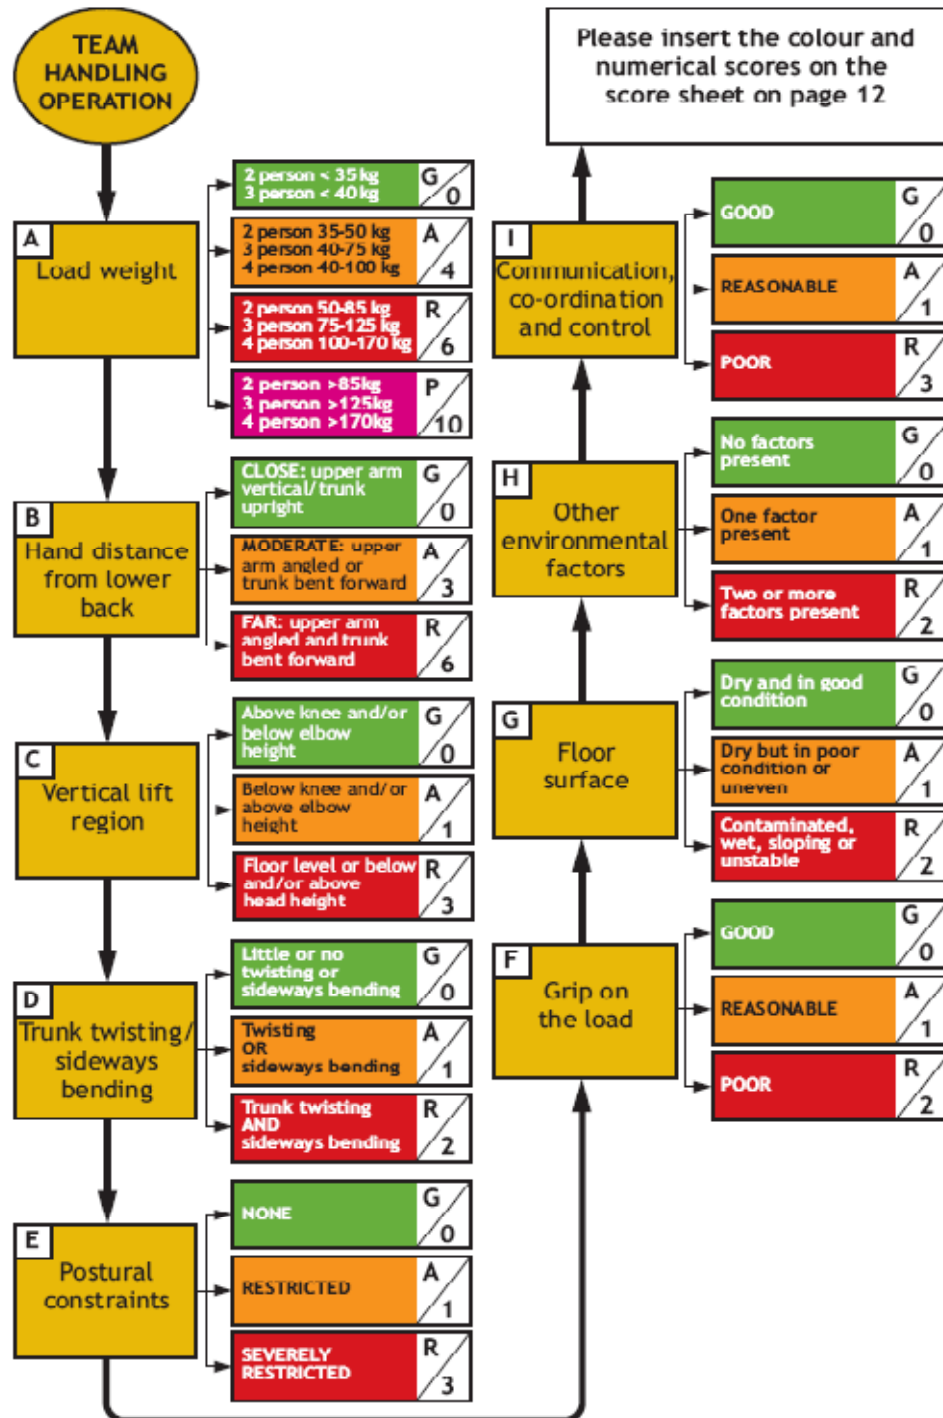 TEAM
HANDLING
OPERATION
A
Load weight
2 person < 35 kg
3 person < 40 kg
G
0
2 person 35-50 kg
3 person 40-75 kg
4 person 40-100 kg
A
4
2 person 50-85 kg
3 person 75-125 kg
4 person 100-170 kg
R
6
2 person >85kg
3 person >125kg
4 person >170kg
P
10
B
Hand distance
from lower
back
CLOSE: upper arm
vertical/trunk
upright
G
0
MODERATE: upper
arm angled or
trunk bent forward
A
3
FAR: upper arm
angled and trunk
bent forward
R
6
C
Vertical lift
region
Above knee and/or
below elbow
height
G
0
Below knee and/or
above elbow
height
A
1
Floor level or below
and/or above
head height
R
3
D
Trunk twisting/
sideways
bending
Little or no
twisting or
sideways bending
G
0
Twisting
OR
sideways bending
A
1
Trunk twisting
AND
sideways bending
R
2
E
Postural
constraints
NONE
G
0
RESTRICTED
A
1
SEVERELY
RESTRICTED
R
3
F
Grip on
the load
GOOD
G
0
REASONABLE
A
1
POOR
R
2
G
Floor
surface
Dry and in good
condition
G
0
Dry but in poor
condition or
uneven
A
1
Contaminated,
wet, sloping or
unstable
R
2
H
Other
environmental
factors
No factors
present
G
0
One factor
present
A
1
Two or more
factors present
R
2
I
Communication,
co-ordination
and control
GOOD
G
0
REASONABLE
A
1
POOR
R
3
Please insert the colour and
numerical scores on the
score sheet on page 12